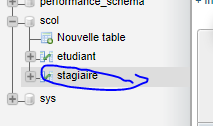 performance_schema
scol
Nouvelle table
etudiant
stagiaire
sys